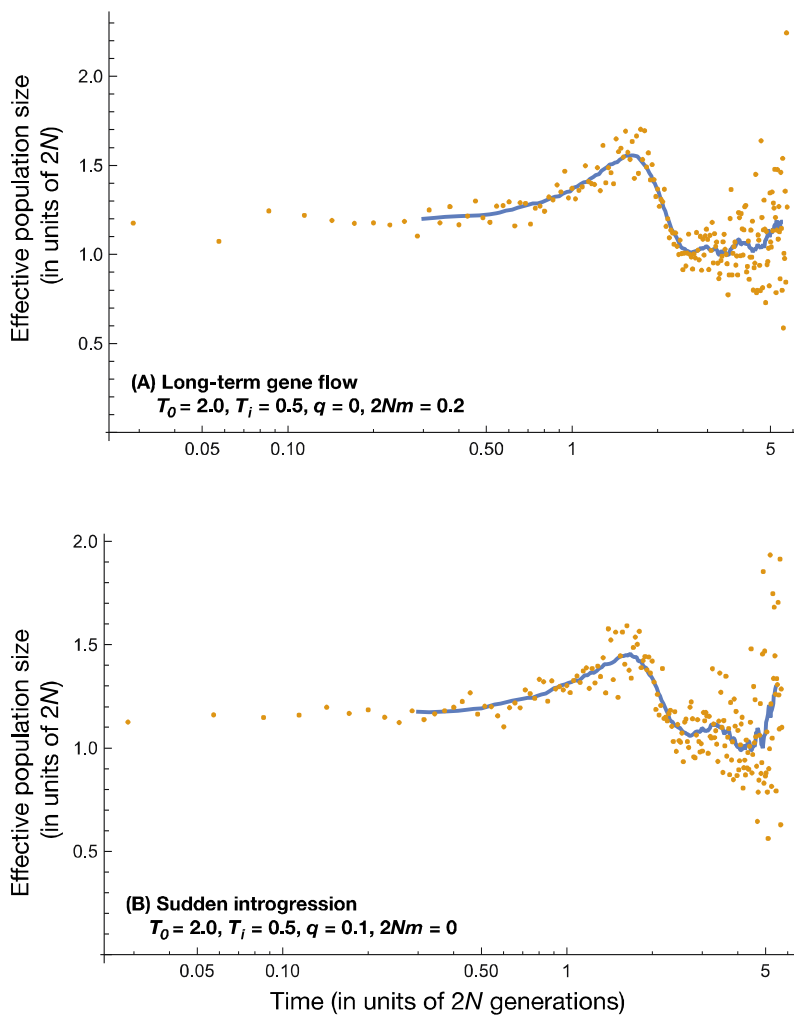 Effective population size
(in units of 2N)
2.0
1.5
1.0
0.5
(A) Long-term gene flow
T0 = 2.0, Ti = 0.5, q = 0, 2Nm = 0.2
0.05 0.10 0.50 1 5
Effective population size
(in units of 2N)
2.0
1.5
1.0
0.5
(B) Sudden introgression
T0 = 2.0, Ti = 0.5, q = 0.1, 2Nm = 0
0.05 0.10 0.50 1 5
Time (in units of 2N generations)